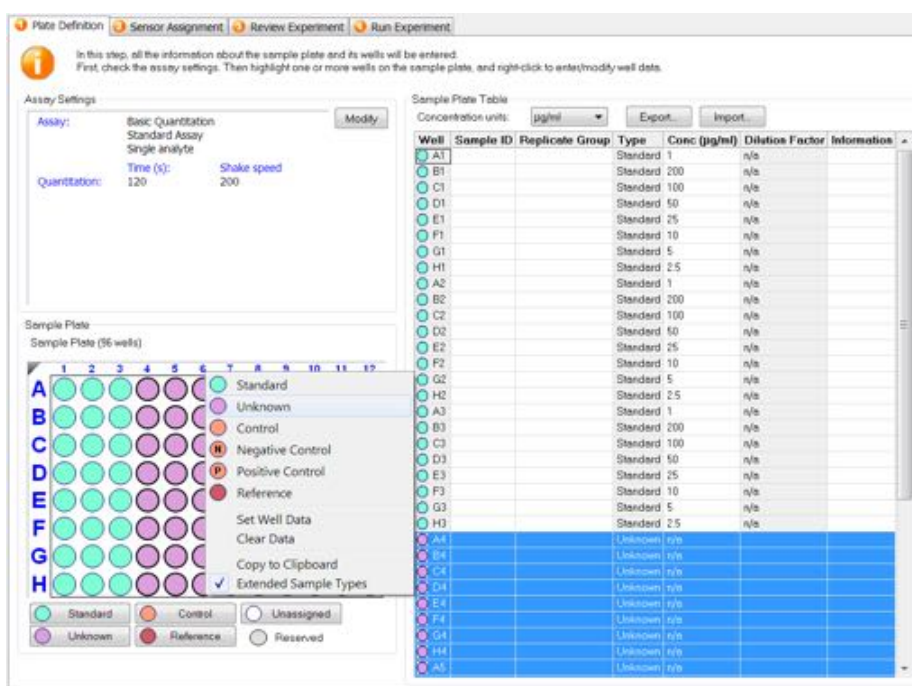 Plate Definition Sensor Assignment Review Experiment Run Experiment
In this step, all the information about the sample plate and its wells will be entered.
First, check the assay settings. Then highlight one or more wells on the sample plate, and right-click to enter/modify well data.
Assay Settings
Assay: Basic Quantitation
Standard Assay
Single analyte
Modify
Time (s): Shake speed
Quantitation: 120 200
Sample Plate Table
Concentration units: µg/ml Export... Import...
Well Sample ID Replicate Group Type Conc (µg/ml) Dilution Factor Information
A1 Standard 1 n/a
B1 Standard 200 n/a
C1 Standard 100 n/a
D1 Standard 50 n/a
E1 Standard 25 n/a
F1 Standard 10 n/a
G1 Standard 5 n/a
H1 Standard 2.5 n/a
A2 Standard 1 n/a
B2 Standard 200 n/a
C2 Standard 100 n/a
D2 Standard 50 n/a
E2 Standard 25 n/a
F2 Standard 10 n/a
G2 Standard 5 n/a
H2 Standard 2.5 n/a
A3 Standard 1 n/a
B3 Standard 200 n/a
C3 Standard 100 n/a
D3 Standard 50 n/a
E3 Standard 25 n/a
F3 Standard 10 n/a
G3 Standard 5 n/a
H3 Standard 2.5 n/a
A4 Unknown n/a
B4 Unknown n/a
C4 Unknown n/a
D4 Unknown n/a
E4 Unknown n/a
F4 Unknown n/a
G4 Unknown n/a
H4 Unknown n/a
A5 Unknown n/a
Sample Plate
Sample Plate (96 wells)
1 2 3 4 5 6 7 8 9 10 11 12
A
B
C
D
E
F
G
H
Standard
Unknown
Control
N Negative Control
P Positive Control
Reference
Set Well Data
Clear Data
Copy to Clipboard
Extended Sample Types
Standard Control Unassigned
Unknown Reference Reserved